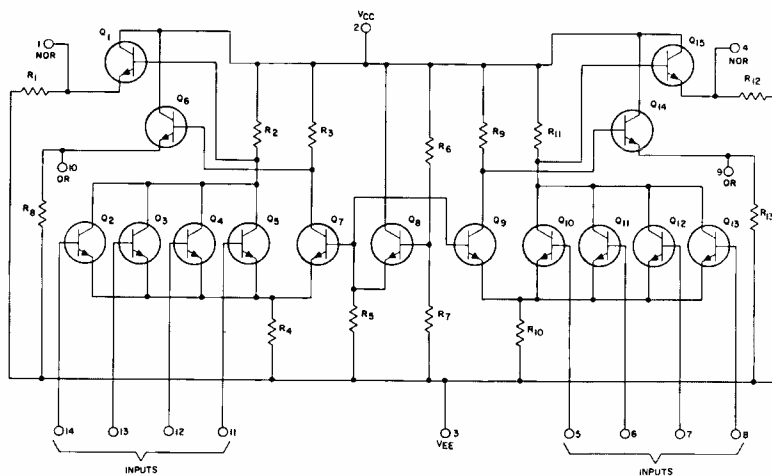 VCC
2
1
NOR
Q1
Q15
4
NOR
R1
R12
Q6
Q14
R2
R3
R6
R9
R11
10
OR
9
OR
R8
R13
Q2
Q3
Q4
Q5
Q7
Q8
Q9
Q10
Q11
Q12
Q13
R4
R5
R7
R10
14
13
12
11
3
VEE
5
6
7
8
INPUTS
INPUTS